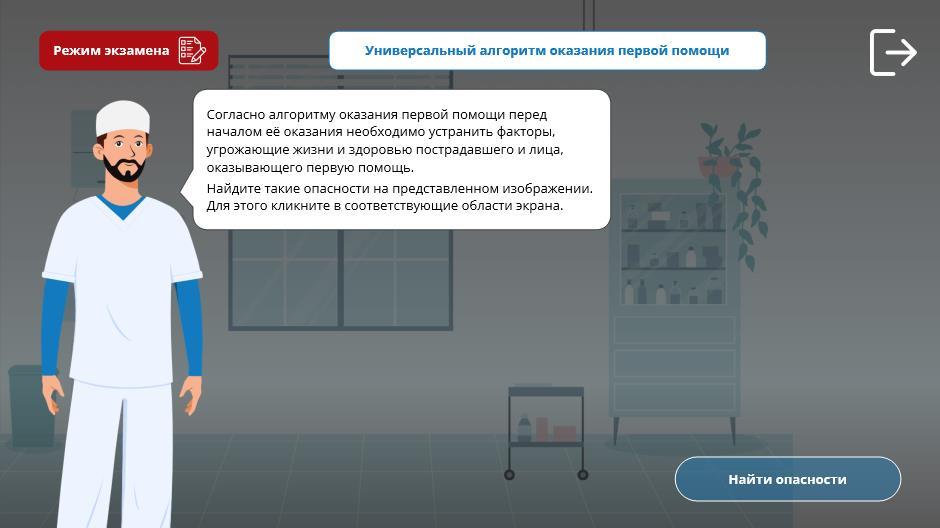 Режим экзамена
Универсальный алгоритм оказания первой помощи
Согласно алгоритму оказания первой помощи перед
началом её оказания необходимо устранить факторы,
угрожающие жизни и здоровью пострадавшего и лица,
оказывающего первую помощь.
Найдите такие опасности на представленном изображении.
Для этого кликните в соответствующие области экрана.
Найти опасности